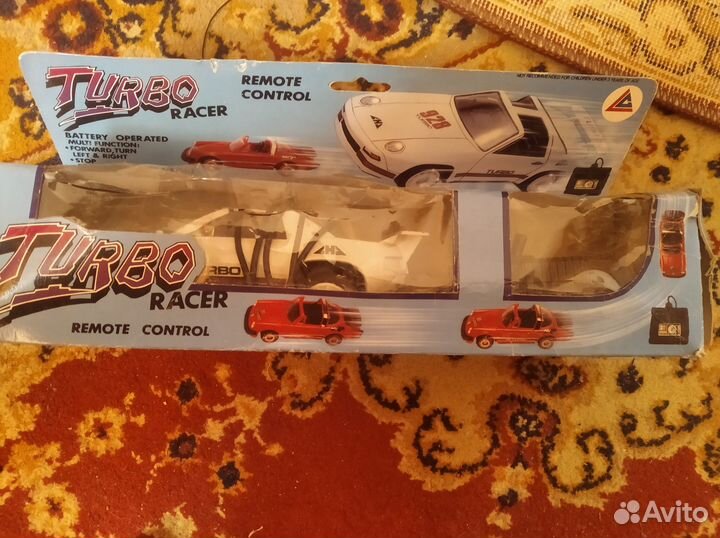 TURBO
RACER
REMOTE
CONTROL
NOT RECOMMENDED FOR CHILDREN UNDER 3 YEARS OF AGE
BATTERY OPERATED
MULTI FUNCTION:
• FORWARD, TURN
LEFT & RIGHT
• STOP
928
TURBO
TURBO
RACER
REMOTE CONTROL
TURBO
Avito